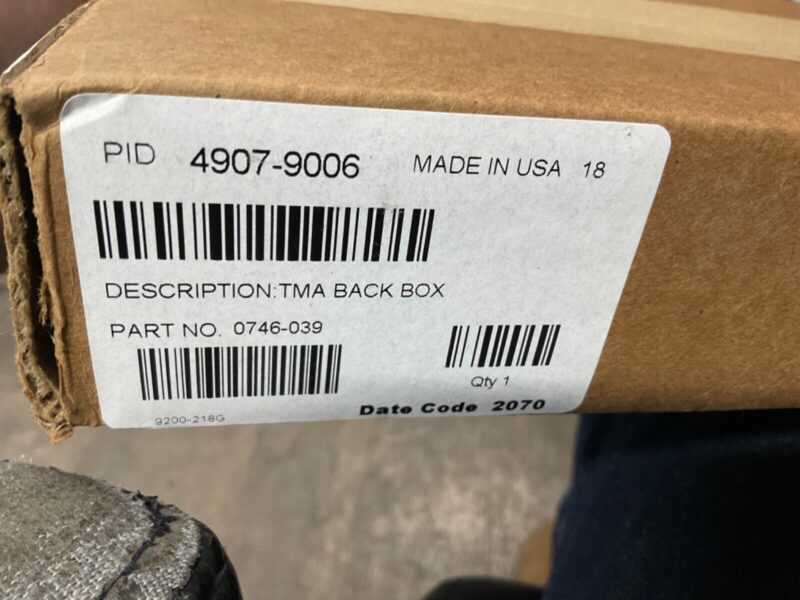 PID 4907-9006 MADE IN USA 18
DESCRIPTION:TMA BACK BOX
PART NO. 0746-039
Qty 1
9200-218G
Date Code 2070